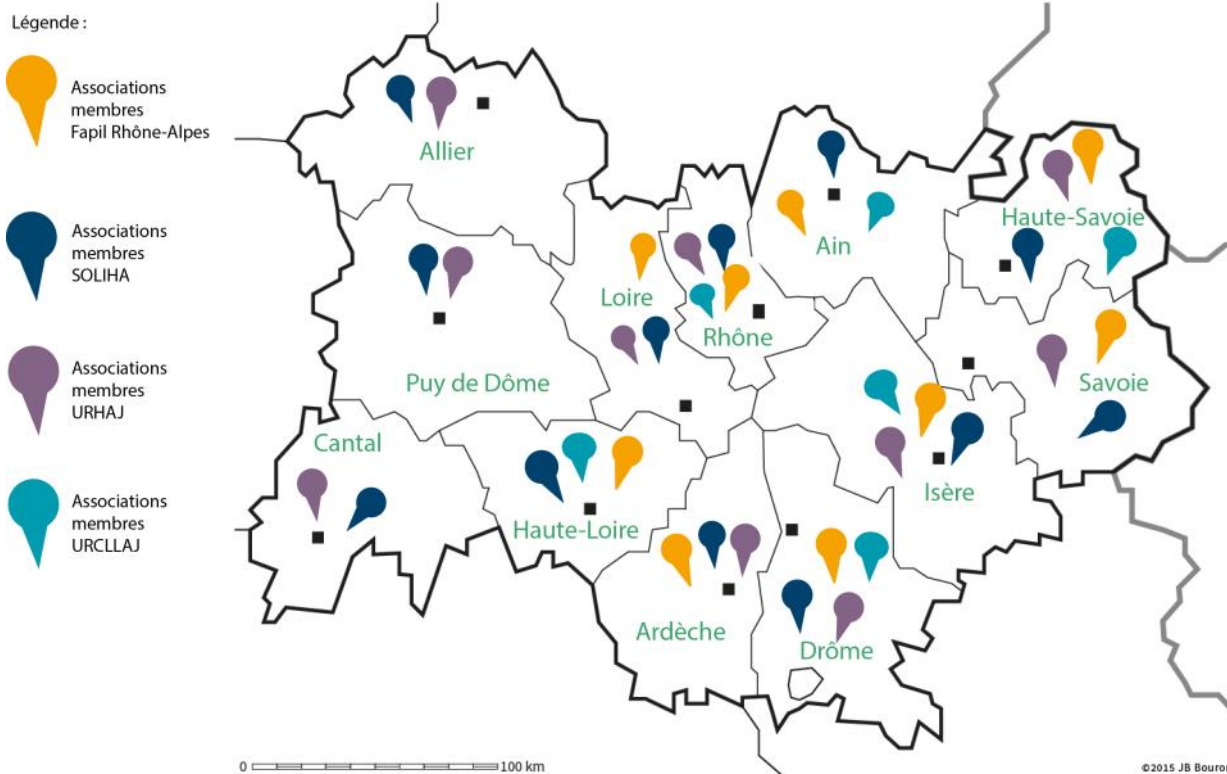 Légende :
Associations
membres
Fapil Rhône-Alpes
Associations
membres
SOLIHA
Associations
membres
URHAJ
Associations
membres
URCLLAJ
Allier
Ain
Haute-Savoie
Loire
Rhône
Puy de Dôme
Savoie
Cantal
Isère
Haute-Loire
Ardèche
Drôme
0 100 km
©2015 JB Bouron